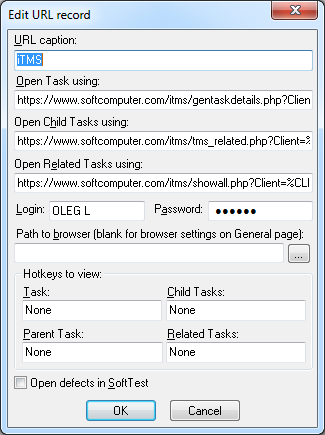 Edit URL record
URL caption:
iTMS
Open Task using:
https://www.softcomputer.com/itms/gentaskdetails.php?Clien
Open Child Tasks using:
https://www.softcomputer.com/itms/tms_related.php?Client=%
Open Related Tasks using:
https://www.softcomputer.com/itms/showall.php?Client=%CLI
Login: OLEG L Password: ●●●●●●
Path to browser (blank for browser settings on General page):
...
Hotkeys to view:
Task: Child Tasks:
None None
Parent Task: Related Tasks:
None None
Open defects in SoftTest
OK Cancel